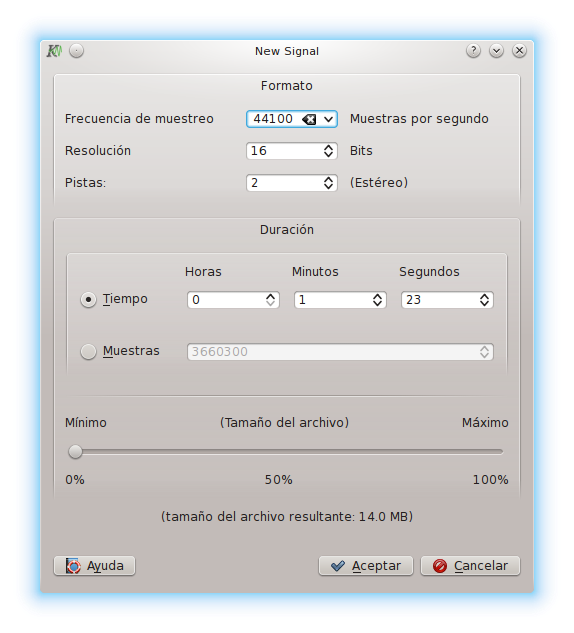 New Signal
Formato
Frecuencia de muestreo 44100 Muestras por segundo
Resolución 16 Bits
Pistas: 2 (Estéreo)
Duración
Horas Minutos Segundos
Tiempo 0 1 23
Muestras 3660300
Mínimo (Tamaño del archivo) Máximo
0% 50% 100%
(tamaño del archivo resultante: 14.0 MB)
Ayuda Aceptar Cancelar